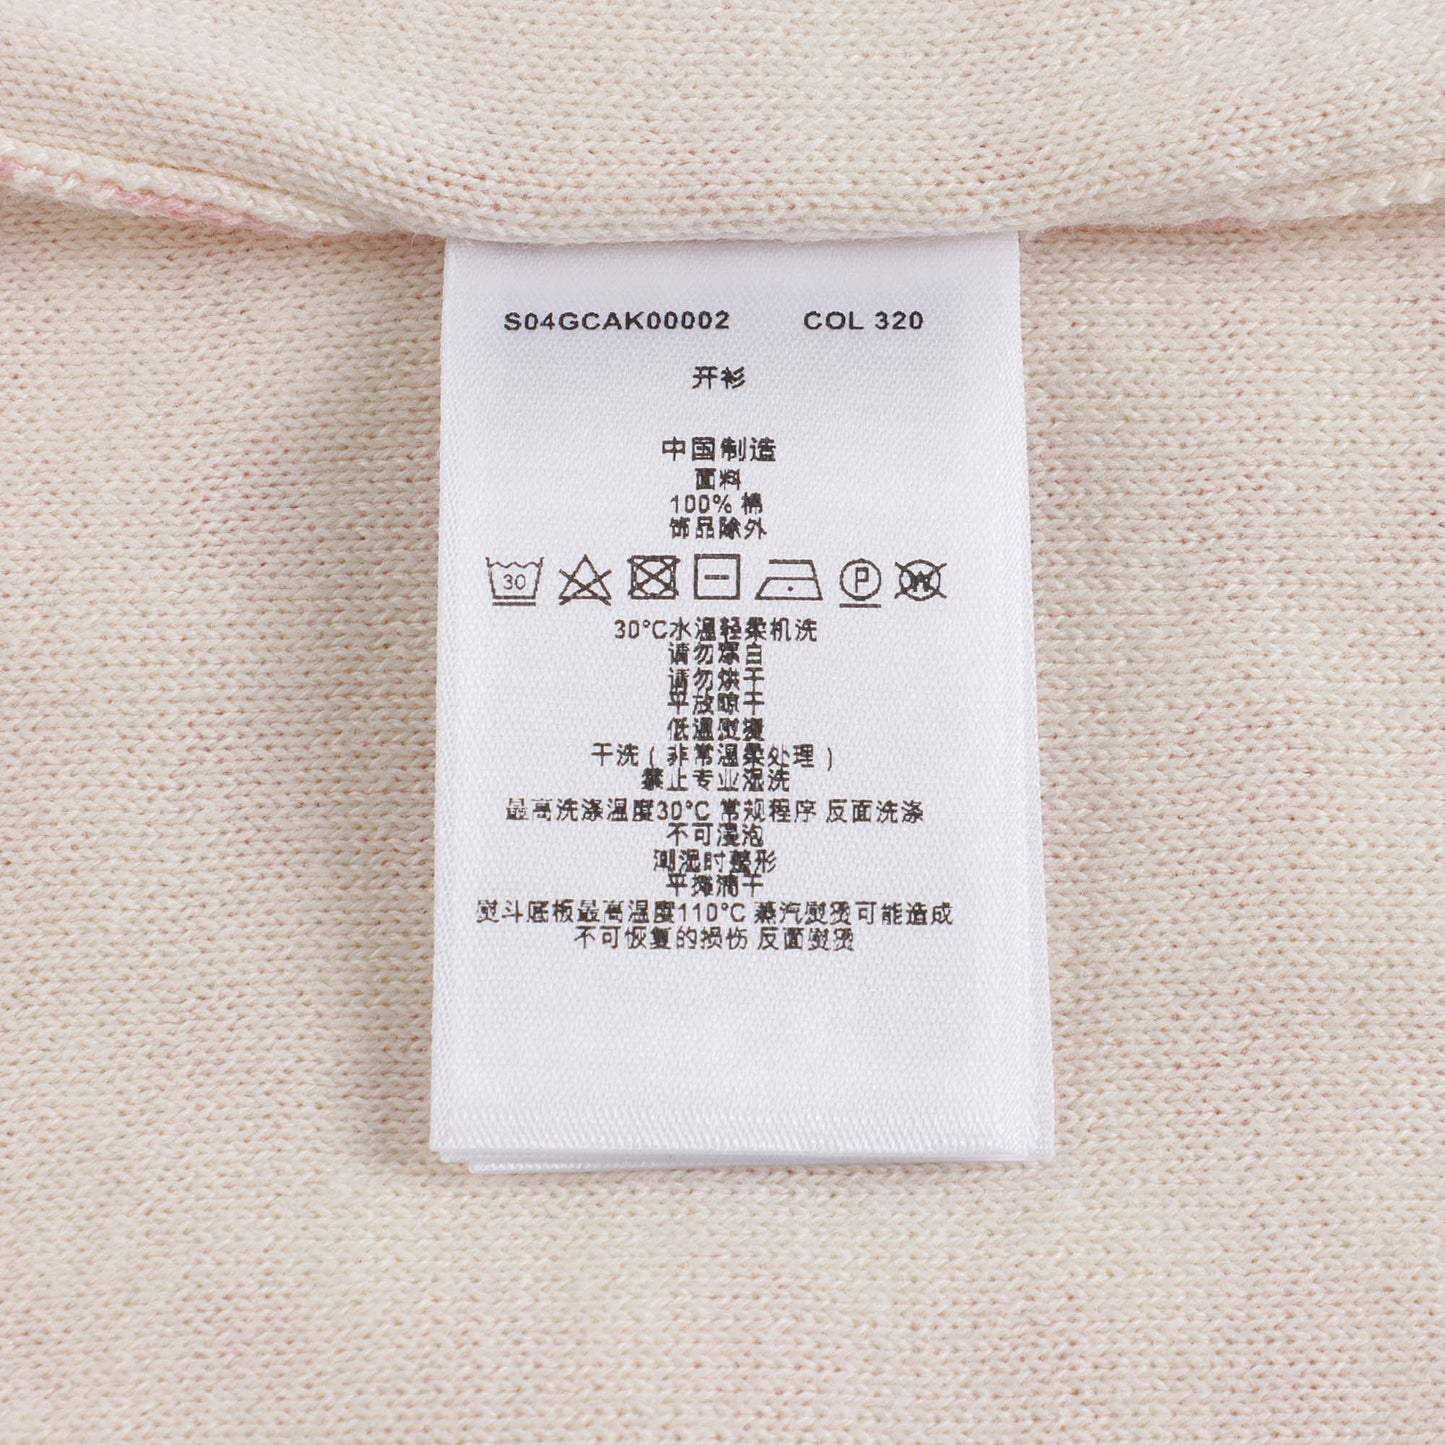 S04GCAK00002 COL 320
开衫
中国制造
面料
100% 棉
饰品除外
30 P W
30°C水温轻柔机洗
请勿漂白
请勿烘干
平放晾干
低温熨烫
干洗（非常温柔处理）
禁止专业湿洗
最高洗涤温度30°C 常规程序 反面洗涤
不可浸泡
潮湿时整形
平摊滴干
熨斗底板最高温度110°C 蒸汽熨烫可能造成
不可恢复的损伤 反面熨烫